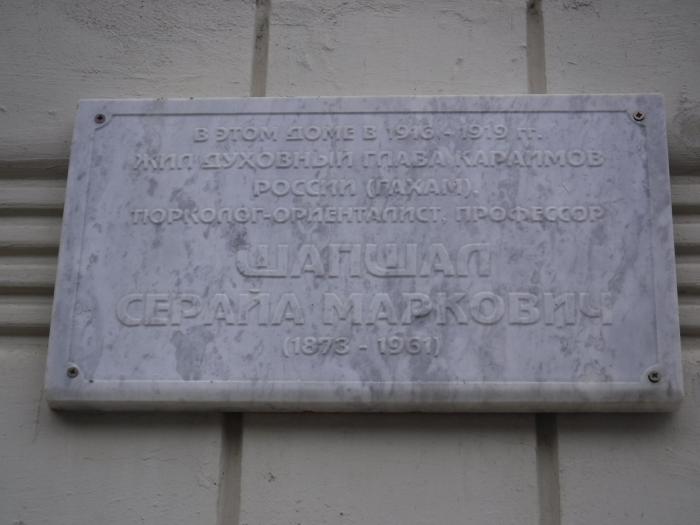 В ЭТОМ ДОМЕ В 1916 - 1919 ГГ.
ЖИЛ ДУХОВНЫЙ ГЛАВА КАРАИМОВ
РОССИИ (ГАХАМ),
ТЮРКОЛОГ-ОРИЕНТАЛИСТ, ПРОФЕССОР
ШАПШАЛ
СЕРАЙА МАРКОВИЧ
(1873 - 1961)